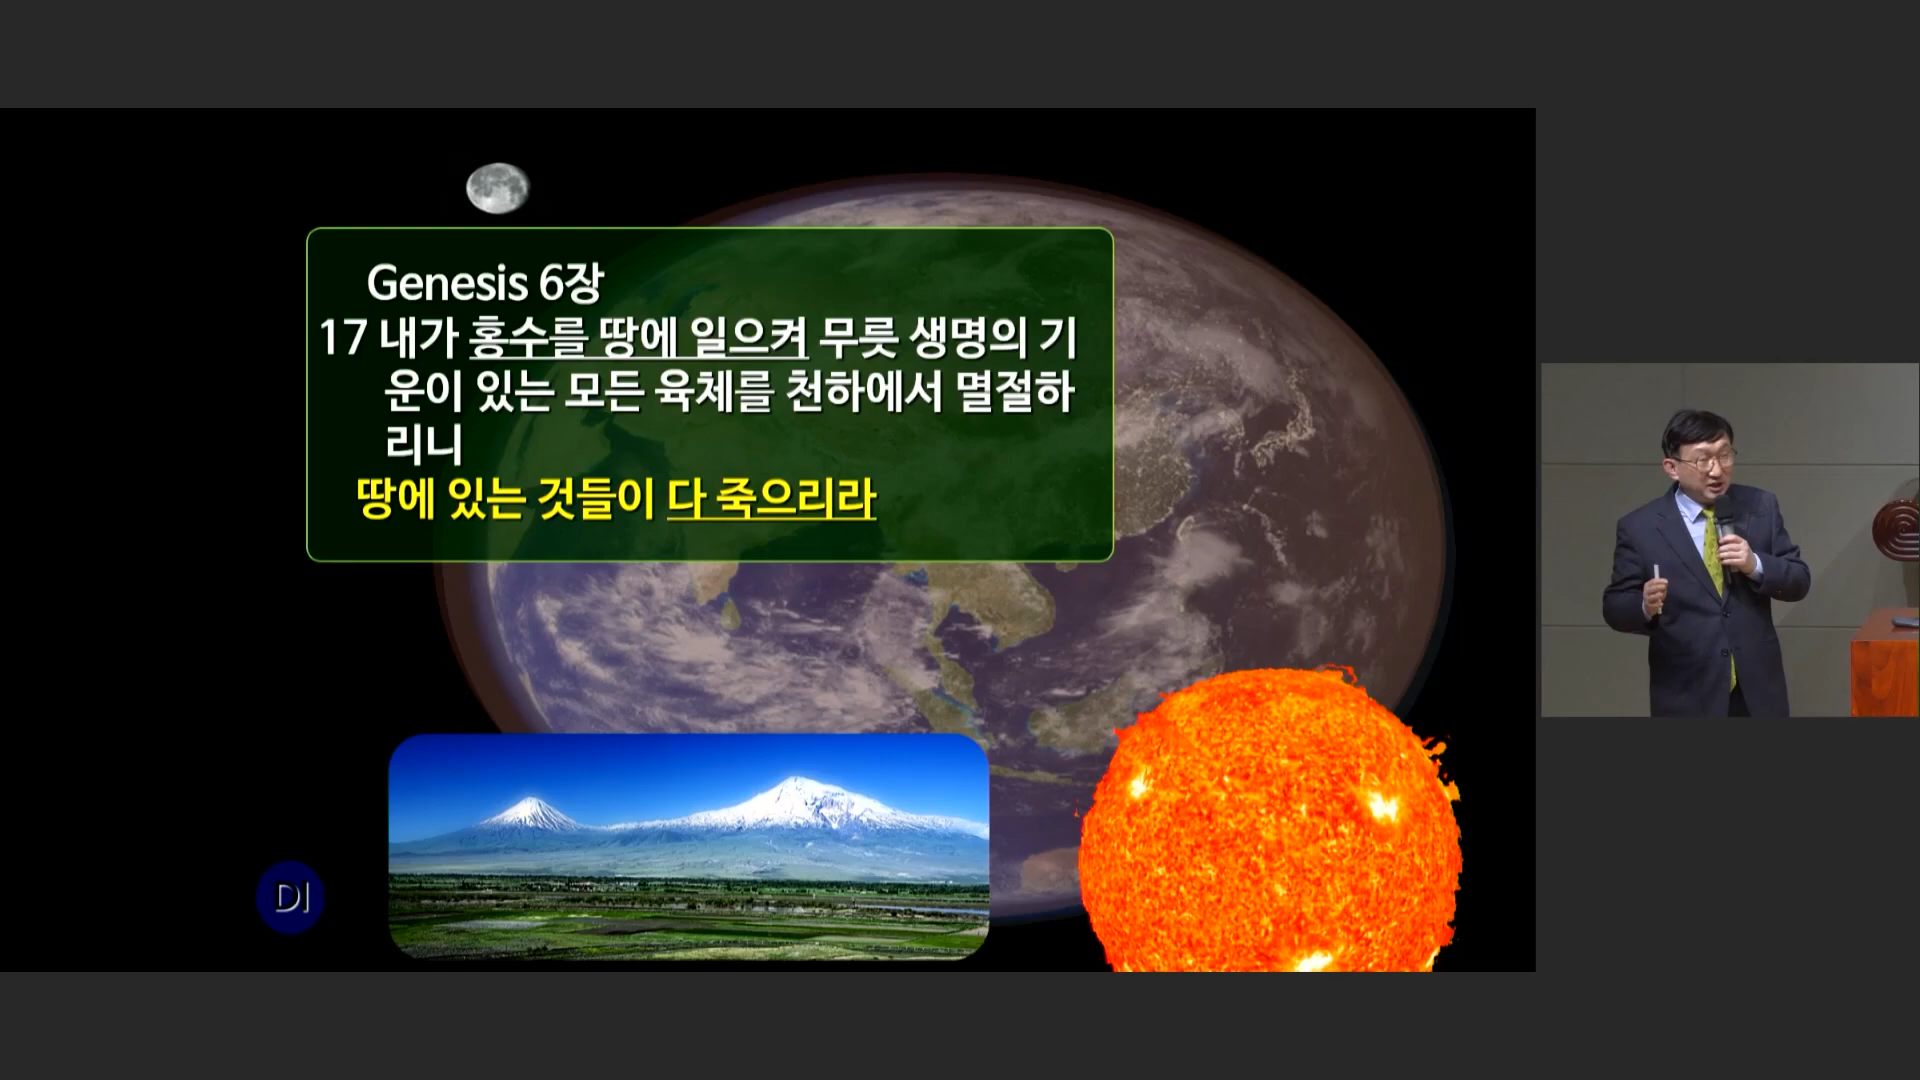 Genesis 6장
17 내가 홍수를 땅에 일으켜 무릇 생명의 기
운이 있는 모든 육체를 천하에서 멸절하
리니
땅에 있는 것들이 다 죽으리라
DI